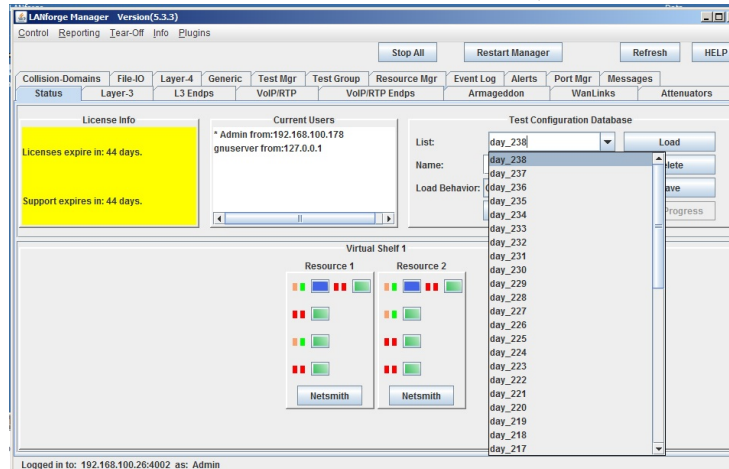 LANforge Manager Version(5.3.3)
Control Reporting Tear-Off Info Plugins
Stop All Restart Manager Refresh HELP
Collision-Domains File-IO Layer-4 Generic Test Mgr Test Group Resource Mgr Event Log Alerts Port Mgr Messages
Status Layer-3 L3 Endps VoIP/RTP VoIP/RTP Endps Armageddon WanLinks Attenuators
License Info
Licenses expire in: 44 days.
Support expires in: 44 days.
Current Users
* Admin from:192.168.100.178
gnuserver from:127.0.0.1
Test Configuration Database
List: day_238 Load
Name:
Load Behavior:
Progress
day_238
day_237
day_236
day_235
day_234
day_233
day_232
day_231
day_230
day_229
day_228
day_227
day_226
day_225
day_224
day_223
day_222
day_221
day_220
day_219
day_218
day_217
Virtual Shelf 1
Resource 1 Resource 2
Netsmith Netsmith
Logged in to: 192.168.100.26:4002 as: Admin